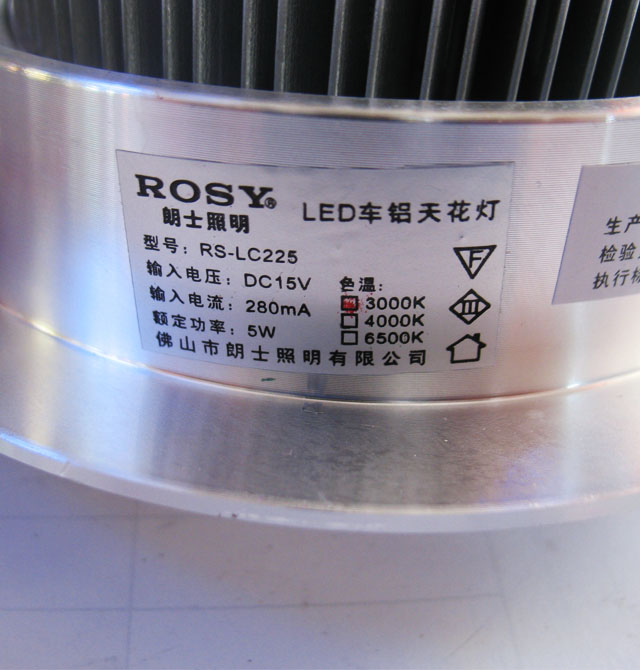 ROSY®
朗士照明
LED车铝天花灯
型号：RS-LC225
输入电压：DC15V
输入电流：280mA
额定功率：5W
色温：
3000K
4000K
6500K
佛山市朗士照明有限公司
F
III
生产
检验
执行标